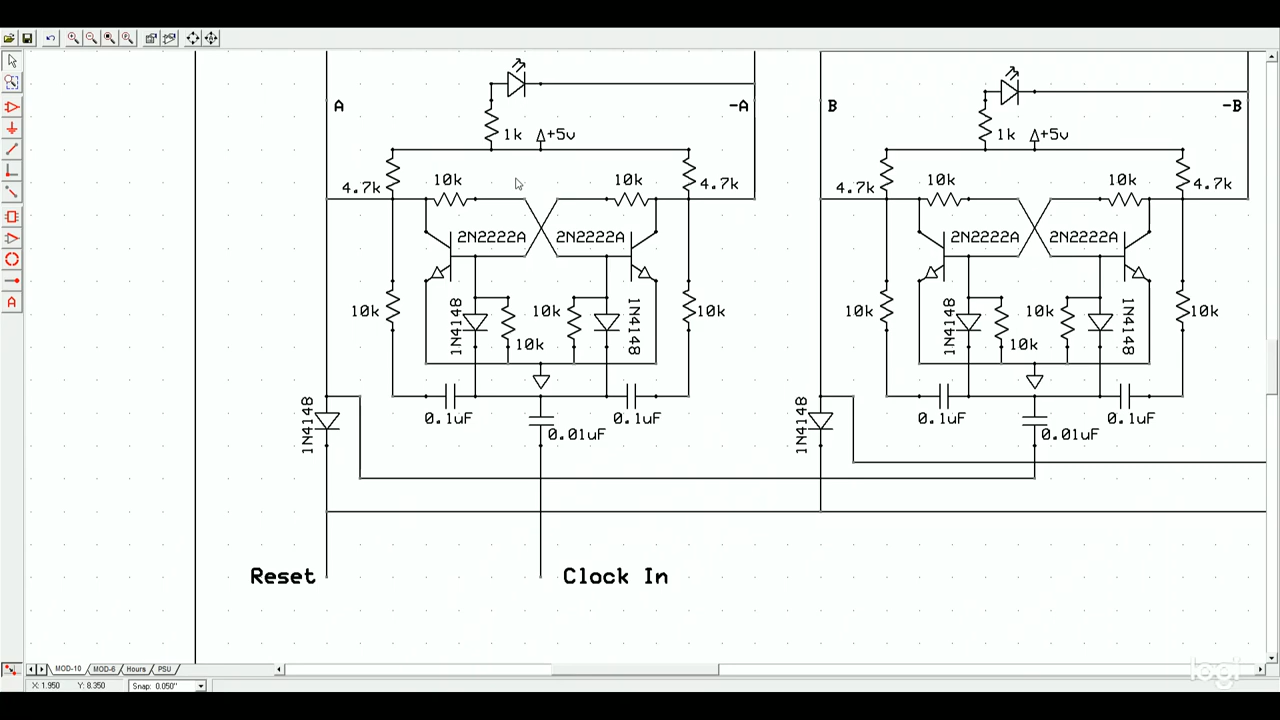 A
-A
B
-B
1k
+5v
1k
+5v
4.7k
10k
10k
4.7k
4.7k
10k
10k
4.7k
2N2222A
2N2222A
2N2222A
2N2222A
10k
1N4148
10k
10k
1N4148
10k
10k
1N4148
10k
10k
1N4148
10k
1N4148
0.1uF
0.01uF
0.1uF
1N4148
0.1uF
0.01uF
0.1uF
Reset
Clock In
A
MOD-10
MOD-6
Hours
PSU
X: 1.950
Y: 8.350
Snap: 0.050"
logi